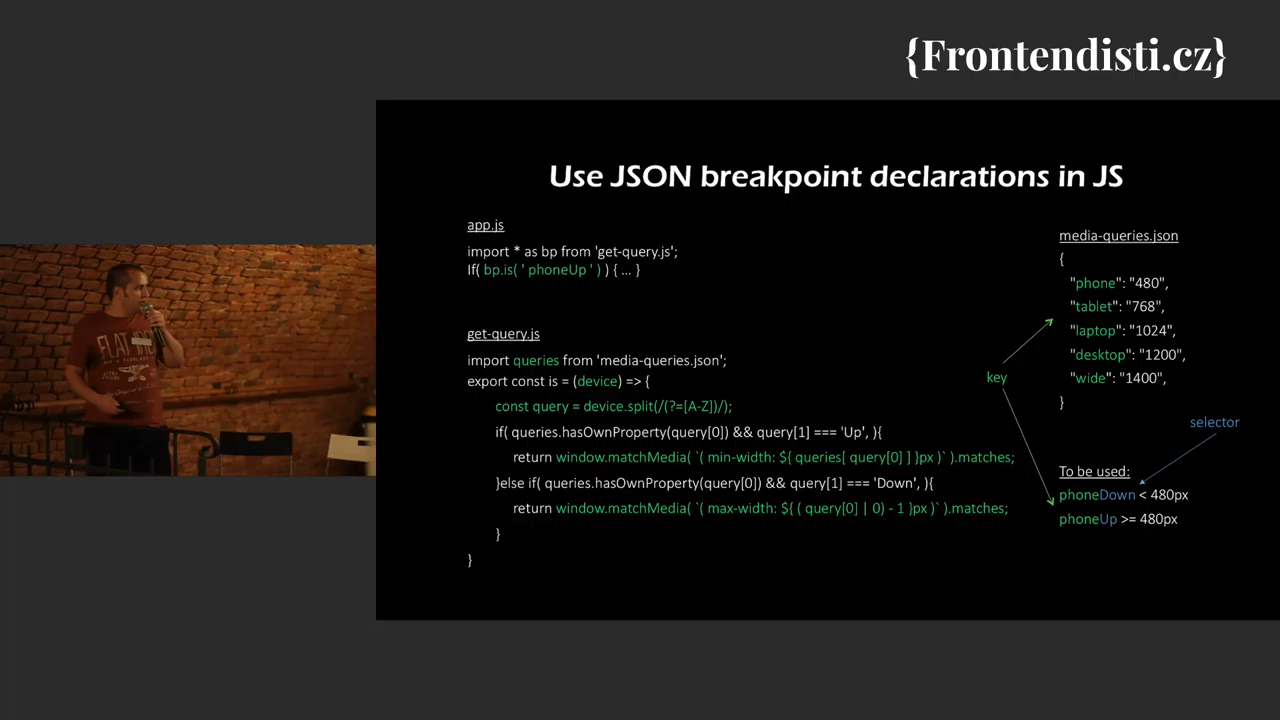 {Frontendisti.cz}
Use JSON breakpoint declarations in JS
app.js
import * as bp from 'get-query.js';
If( bp.is( ' phoneUp ' ) ) { ... }
get-query.js
import queries from 'media-queries.json';
export const is = (device) => {
const query = device.split(/(?=[A-Z])/);
if( queries.hasOwnProperty(query[0]) && query[1] === 'Up', ){
return window.matchMedia( `( min-width: ${ queries[ query[0] ] }px )` ).matches;
}else if( queries.hasOwnProperty(query[0]) && query[1] === 'Down', ){
return window.matchMedia( `( max-width: ${ ( query[0] | 0) - 1 }px )` ).matches;
}
}
media-queries.json
{
"phone": "480",
"tablet": "768",
"laptop": "1024",
"desktop": "1200",
"wide": "1400",
}
key
selector
To be used:
phoneDown < 480px
phoneUp >= 480px